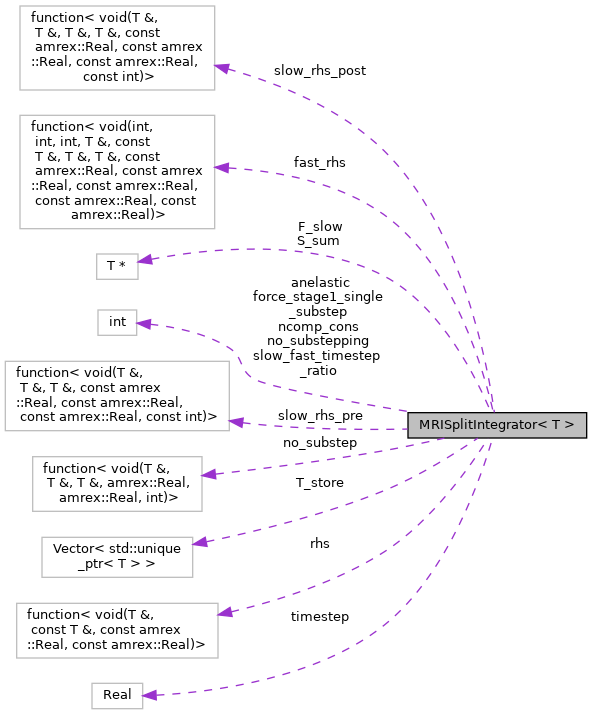 function< void(T &,
T &, T &, T &, const
amrex::Real, const amrex
::Real, const amrex::Real,
const int)>
slow_rhs_post
function< void(int,
int, int, T &, const
T &, T &, T &, const
amrex::Real, const amrex
::Real, const amrex::Real,
const amrex::Real, const
amrex::Real)>
fast_rhs
F_slow
S_sum
T *
anelastic
force_stage1_single
_substep
ncomp_cons
no_substepping
slow_fast_timestep
_ratio
int
function< void(T &,
T &, T &, const amrex
::Real, const amrex::Real,
const amrex::Real, const int)>
slow_rhs_pre
MRISplitIntegrator< T >
no_substep
function< void(T &,
T &, T &, amrex::Real,
amrex::Real, int)>
T_store
Vector< std::unique
_ptr< T > >
rhs
function< void(T &,
const T &, const amrex
::Real, const amrex::Real)>
timestep
Real